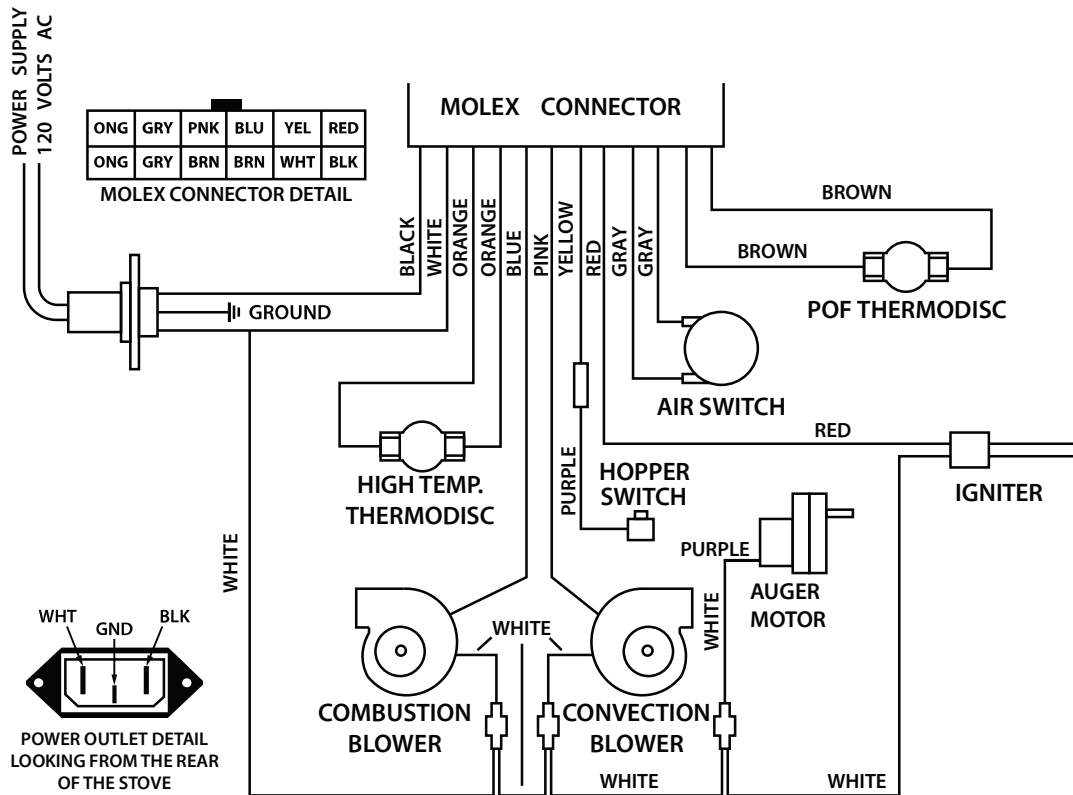 POWER SUPPLY
120 VOLTS AC
ONG GRY PNK BLU YEL RED
ONG GRY BRN BRN WHT BLK
MOLEX CONNECTOR DETAIL
MOLEX CONNECTOR
BLACK
WHITE
ORANGE
ORANGE
BLUE
PINK
YELLOW
RED
GRAY
GRAY
BROWN
BROWN
POF THERMODISC
GROUND
AIR SWITCH
RED
IGNITER
HIGH TEMP.
THERMODISC
PURPLE
HOPPER
SWITCH
PURPLE
AUGER
MOTOR
WHITE
WHITE
WHITE
COMBUSTION
BLOWER
CONVECTION
BLOWER
WHITE
WHITE
WHT
GND
BLK
POWER OUTLET DETAIL
LOOKING FROM THE REAR
OF THE STOVE